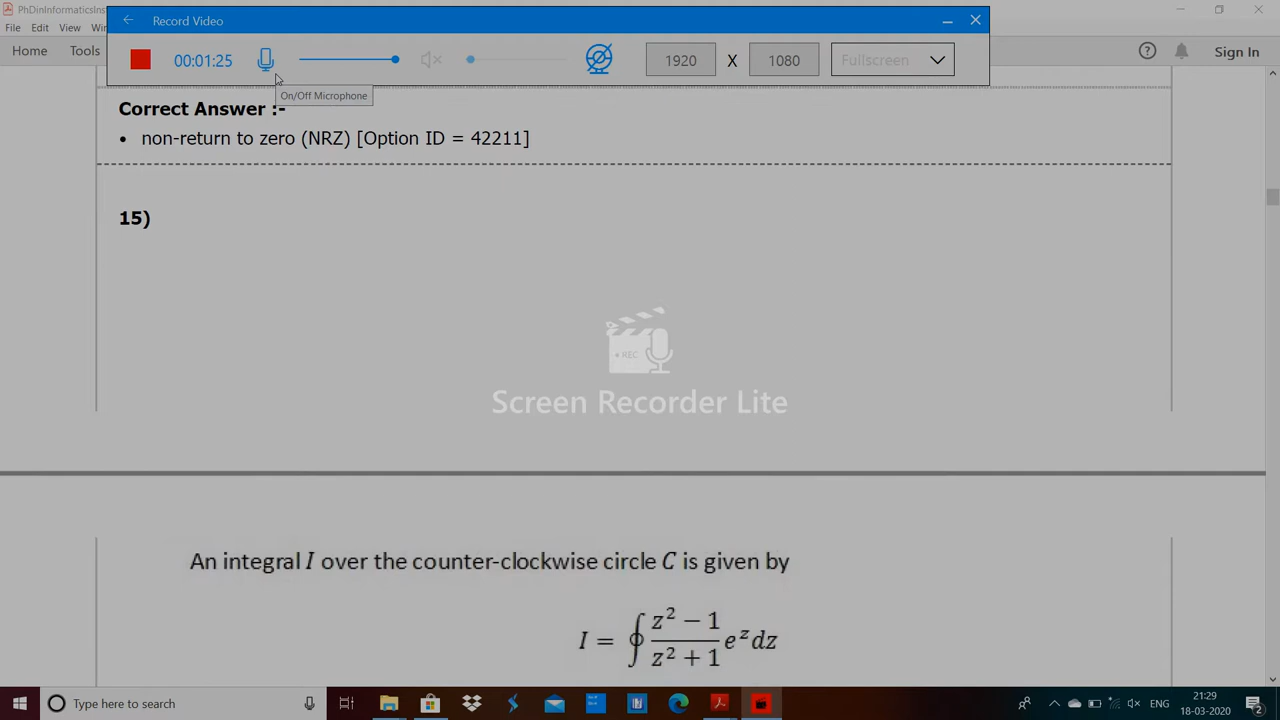 PhDinInformaticsIns
Record Video
File Edit View Win
00:01:25
1920 X 1080 Fullscreen
Home Tools
Sign In
On/Off Microphone
Correct Answer :-
• non-return to zero (NRZ) [Option ID = 42211]
15)
REC
Screen Recorder Lite
An integral I over the counter-clockwise circle C is given by
I = ∮ (z² − 1)/(z² + 1) e^z dz
Type here to search
ENG
21:29
18-03-2020
2